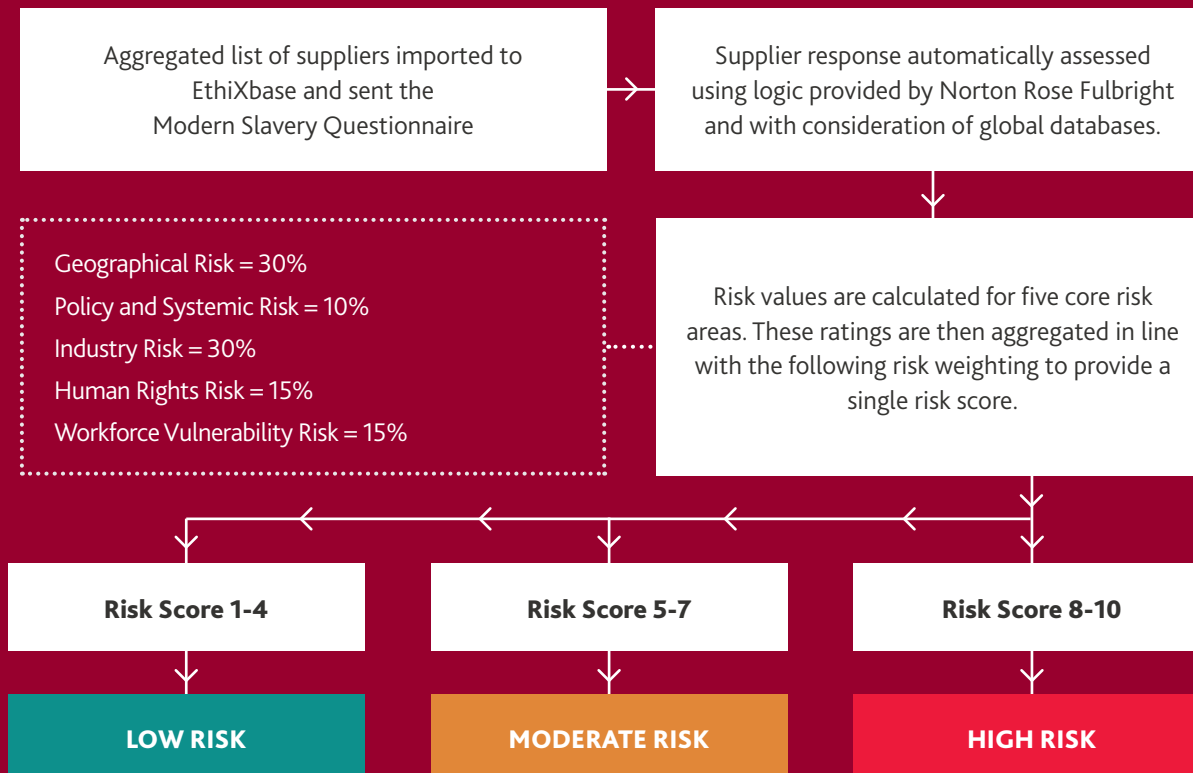 Aggregated list of suppliers imported to
EthiXbase and sent the
Modern Slavery Questionnaire
Supplier response automatically assessed
using logic provided by Norton Rose Fulbright
and with consideration of global databases.
Geographical Risk = 30%
Policy and Systemic Risk = 10%
Industry Risk = 30%
Human Rights Risk = 15%
Workforce Vulnerability Risk = 15%
Risk values are calculated for five core risk
areas. These ratings are then aggregated in line
with the following risk weighting to provide a
single risk score.
Risk Score 1-4
Risk Score 5-7
Risk Score 8-10
LOW RISK
MODERATE RISK
HIGH RISK